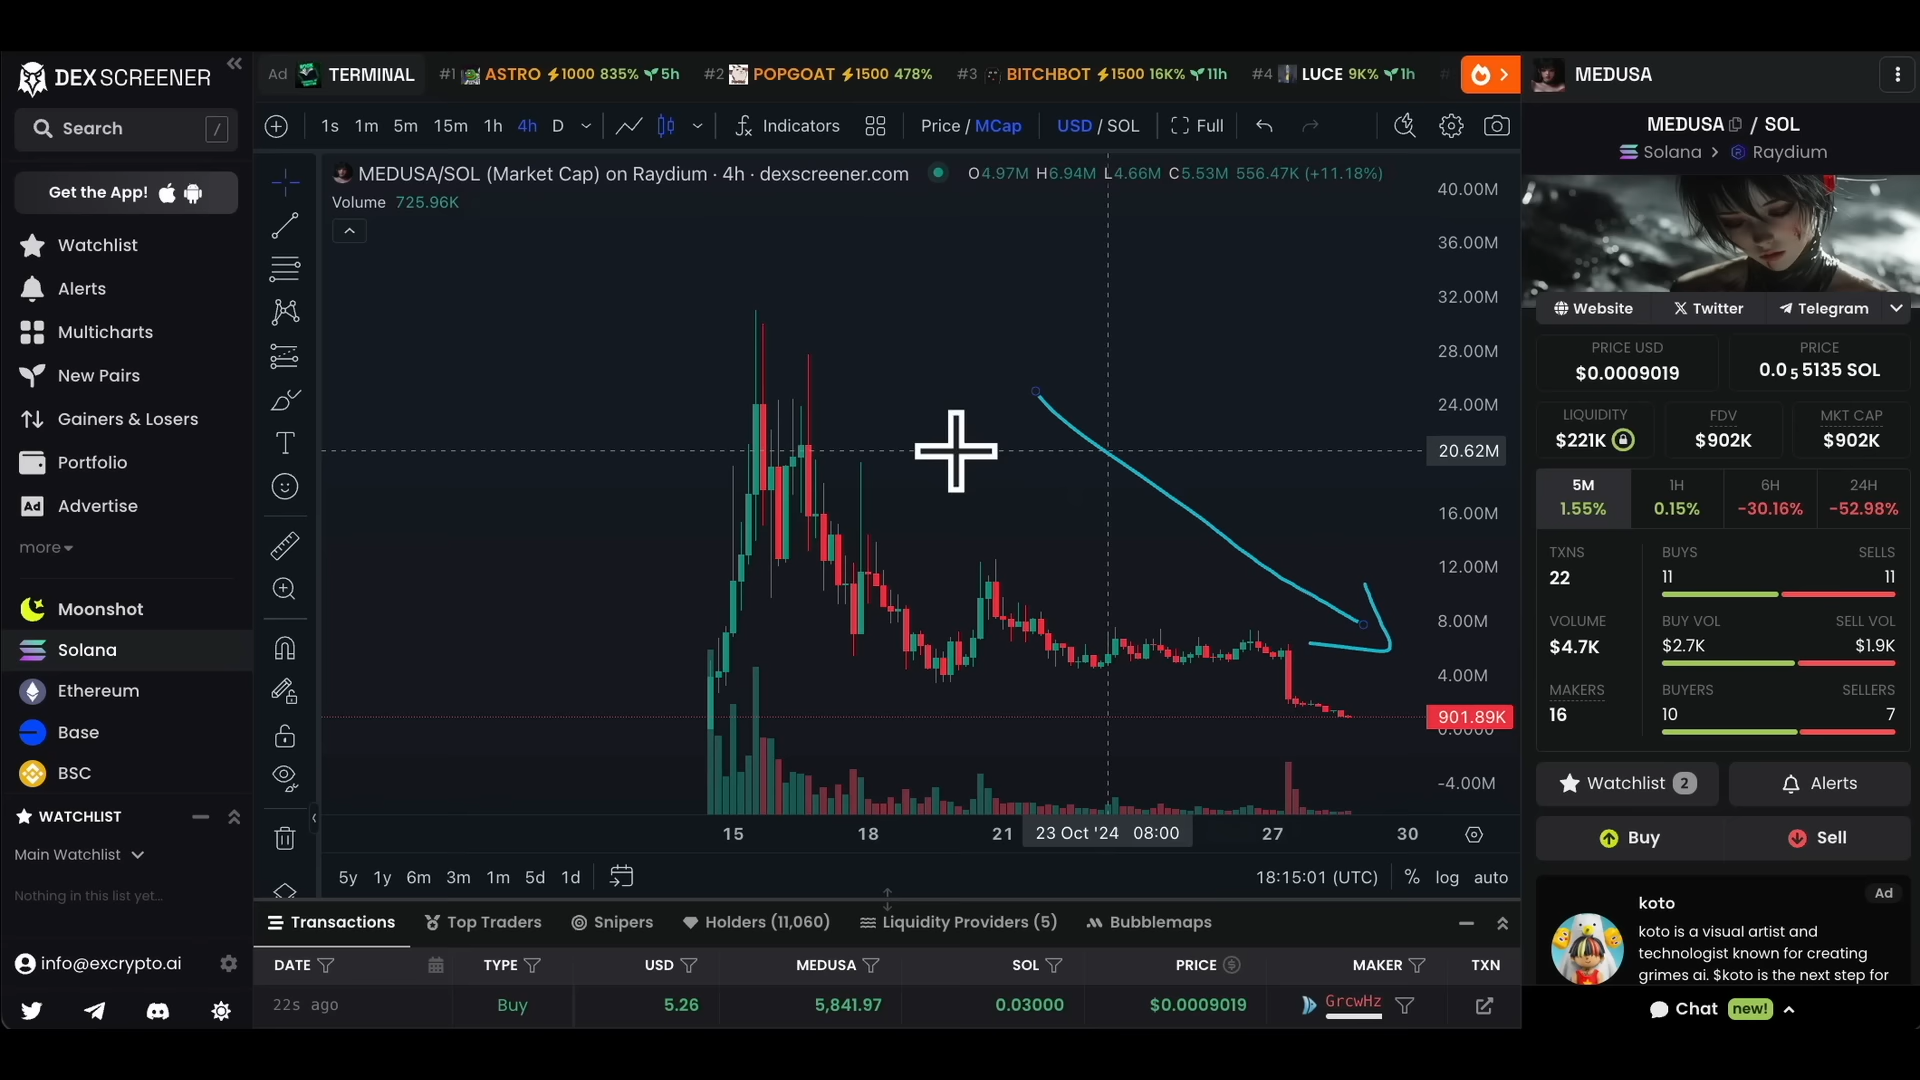 DEX SCREENER
Search /
Get the App!
Watchlist
Alerts
Multicharts
New Pairs
Gainers & Losers
Portfolio
Ad Advertise
more
Moonshot
Solana
Ethereum
Base
BSC
WATCHLIST
Main Watchlist
Nothing in this list yet...
info@excrypto.ai
Ad TERMINAL #1 ASTRO 1000 835% 5h #2 POPGOAT 1500 478% #3 BITCHBOT 1500 16K% 11h #4 LUCE 9K% 1h
1s 1m 5m 15m 1h 4h D Indicators Price / MCap USD / SOL Full
MEDUSA/SOL (Market Cap) on Raydium · 4h · dexscreener.com O4.97M H6.94M L4.66M C5.53M 556.47K (+11.18%)
Volume 725.96K
40.00M
36.00M
32.00M
28.00M
24.00M
20.62M
16.00M
12.00M
8.00M
4.00M
901.89K
0.0000
-4.00M
15 18 21 23 Oct '24 08:00 27 30
5y 1y 6m 3m 1m 5d 1d 18:15:01 (UTC) % log auto
Transactions Top Traders Snipers Holders (11,060) Liquidity Providers (5) Bubblemaps
DATE TYPE USD MEDUSA SOL PRICE MAKER TXN
22s ago Buy 5.26 5,841.97 0.03000 $0.0009019 GrcwHz
MEDUSA
MEDUSA / SOL
Solana > Raydium
Website Twitter Telegram
PRICE USD PRICE
$0.0009019 0.0₅5135 SOL
LIQUIDITY FDV MKT CAP
$221K $902K $902K
5M 1H 6H 24H
1.55% 0.15% -30.16% -52.98%
TXNS BUYS SELLS
22 11 11
VOLUME BUY VOL SELL VOL
$4.7K $2.7K $1.9K
MAKERS BUYERS SELLERS
16 10 7
Watchlist 2 Alerts
Buy Sell
koto Ad
koto is a visual artist and
technologist known for creating
grimes ai. $koto is the next step for
Chat new!